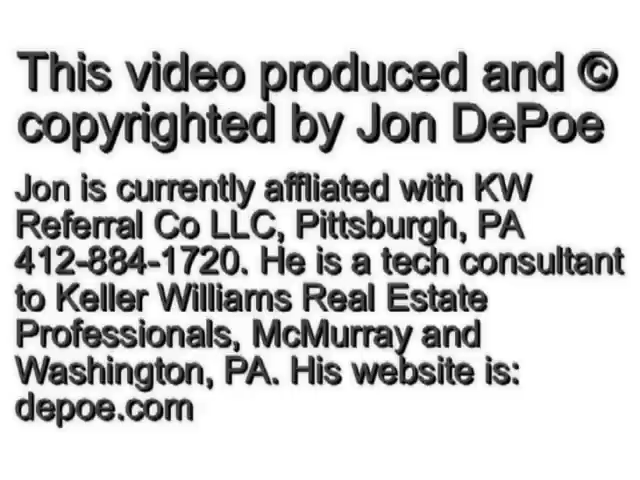 This video produced and ©
copyrighted by Jon DePoe
Jon is currently affliated with KW
Referral Co LLC, Pittsburgh, PA
412-884-1720. He is a tech consultant
to Keller Williams Real Estate
Professionals, McMurray and
Washington, PA. His website is:
depoe.com